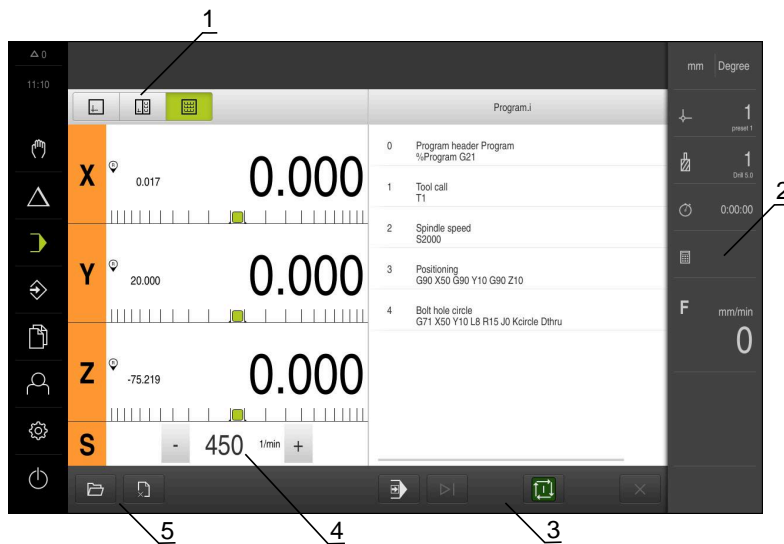 1
△ 0
11:10
mm Degree
Program.i
1
preset 1
1
Drill 5.0
0:00:00
2
F mm/min
0
X R 0.017 0.000
Y R 20.000 0.000
Z R -75.219 0.000
S - 450 1/min +
0 Program header Program
%Program G21
1 Tool call
T1
2 Spindle speed
S2000
3 Positioning
G90 X50 G90 Y10 G90 Z10
4 Bolt hole circle
G71 X50 Y10 L8 R15 J0 Kcircle Dthru
5
4
3